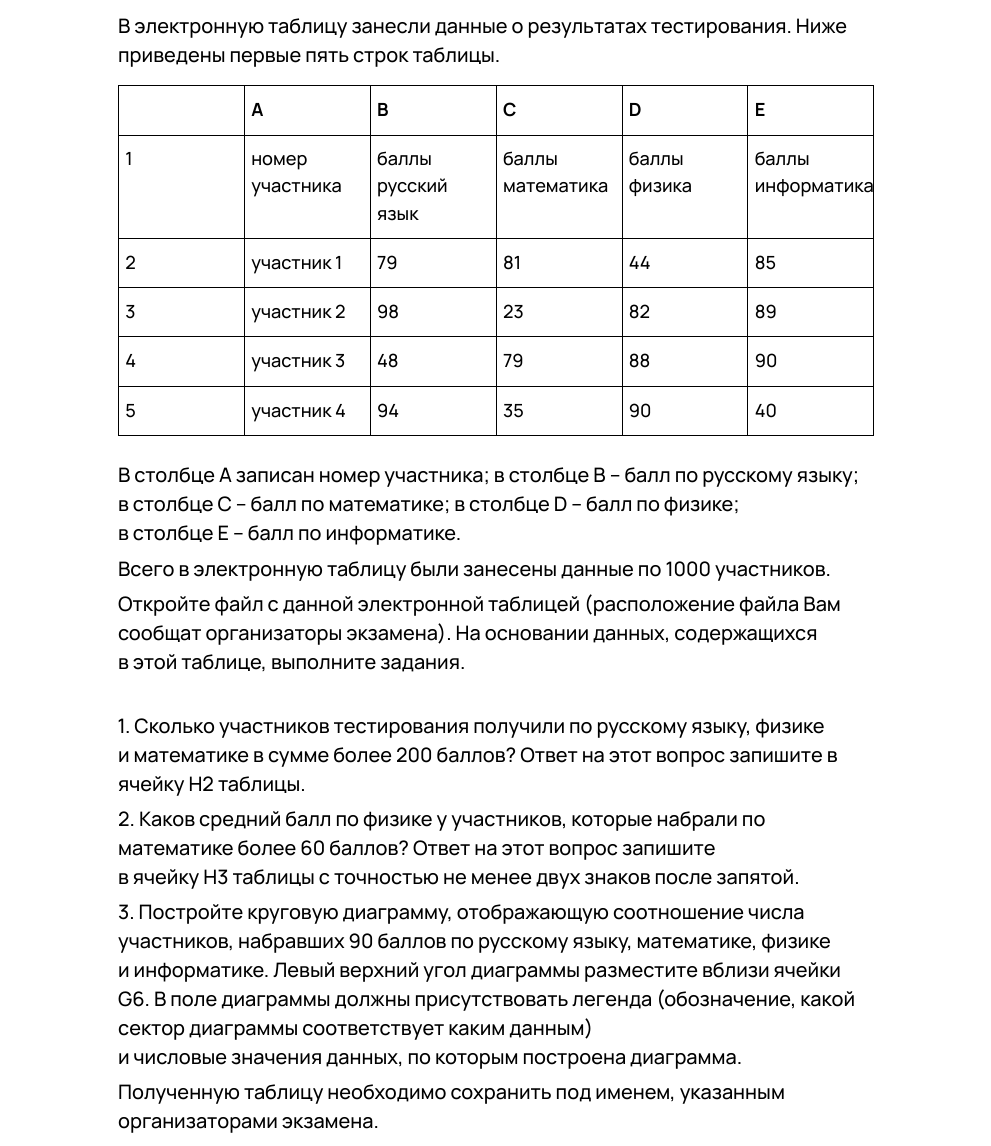 В электронную таблицу занесли данные о результатах тестирования. Ниже
приведены первые пять строк таблицы.
A B C D E
1 номер участника баллы русский язык баллы математика баллы физика баллы информатика
2 участник 1 79 81 44 85
3 участник 2 98 23 82 89
4 участник 3 48 79 88 90
5 участник 4 94 35 90 40
В столбце A записан номер участника; в столбце B – балл по русскому языку;
в столбце C – балл по математике; в столбце D – балл по физике;
в столбце E – балл по информатике.
Всего в электронную таблицу были занесены данные по 1000 участников.
Откройте файл с данной электронной таблицей (расположение файла Вам
сообщат организаторы экзамена). На основании данных, содержащихся
в этой таблице, выполните задания.
1. Сколько участников тестирования получили по русскому языку, физике
и математике в сумме более 200 баллов? Ответ на этот вопрос запишите в
ячейку H2 таблицы.
2. Каков средний балл по физике у участников, которые набрали по
математике более 60 баллов? Ответ на этот вопрос запишите
в ячейку H3 таблицы с точностью не менее двух знаков после запятой.
3. Постройте круговую диаграмму, отображающую соотношение числа
участников, набравших 90 баллов по русскому языку, математике, физике
и информатике. Левый верхний угол диаграммы разместите вблизи ячейки
G6. В поле диаграммы должны присутствовать легенда (обозначение, какой
сектор диаграммы соответствует каким данным)
и числовые значения данных, по которым построена диаграмма.
Полученную таблицу необходимо сохранить под именем, указанным
организаторами экзамена.